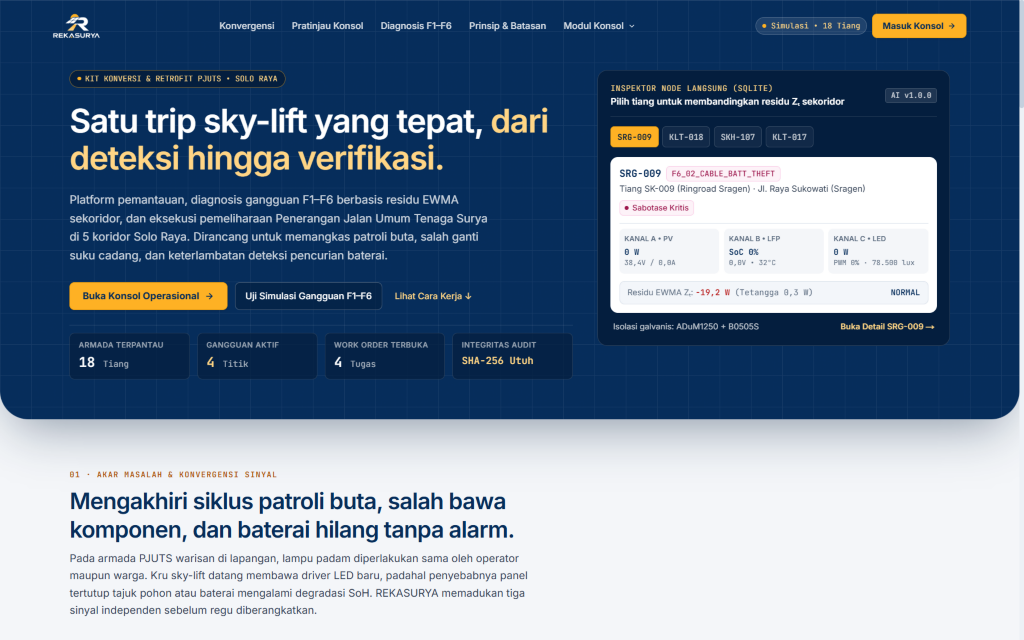 REKASURYA
Konvergensi
Pratinjau Konsol
Diagnosis F1–F6
Prinsip & Batasan
Modul Konsol
Simulasi • 18 Tiang
Masuk Konsol →
KIT KONVERSI & RETROFIT PJUTS • SOLO RAYA
Satu trip sky-lift yang tepat, dari
deteksi hingga verifikasi.
Platform pemantauan, diagnosis gangguan F1–F6 berbasis residu EWMA
sekoridor, dan eksekusi pemeliharaan Penerangan Jalan Umum Tenaga Surya
di 5 koridor Solo Raya. Dirancang untuk memangkas patroli buta, salah ganti
suku cadang, dan keterlambatan deteksi pencurian baterai.
Buka Konsol Operasional →
Uji Simulasi Gangguan F1–F6
Lihat Cara Kerja ↓
ARMADA TERPANTAU
18 Tiang
GANGGUAN AKTIF
4 Titik
WORK ORDER TERBUKA
4 Tugas
INTEGRITAS AUDIT
SHA-256 Utuh
INSPEKTOR NODE LANGSUNG (SQLITE)
Pilih tiang untuk membandingkan residu Zᵢ sekoridor
AI v1.0.0
SRG-009
KLT-018
SKH-107
KLT-017
SRG-009 F6_02_CABLE_BATT_THEFT
Tiang SK-009 (Ringroad Sragen) · Jl. Raya Sukowati (Sragen)
Sabotase Kritis
KANAL A • PV
0 W
38,4V / 0,0A
KANAL B • LFP
SoC 0%
0,0V · 32°C
KANAL C • LED
0 W
PWM 0% · 78.500 lux
Residu EWMA Zᵢ: -19,2 W (Tetangga 0,3 W)
NORMAL
Isolasi galvanis: ADuM1250 + B0505S
Buka Detail SRG-009 →
01 · AKAR MASALAH & KONVERGENSI SINYAL
Mengakhiri siklus patroli buta, salah bawa
komponen, dan baterai hilang tanpa alarm.
Pada armada PJUTS warisan di lapangan, lampu padam diperlakukan sama oleh operator
maupun warga. Kru sky-lift datang membawa driver LED baru, padahal penyebabnya panel
tertutup tajuk pohon atau baterai mengalami degradasi SoH. REKASURYA memadukan tiga
sinyal independen sebelum regu diberangkatkan.